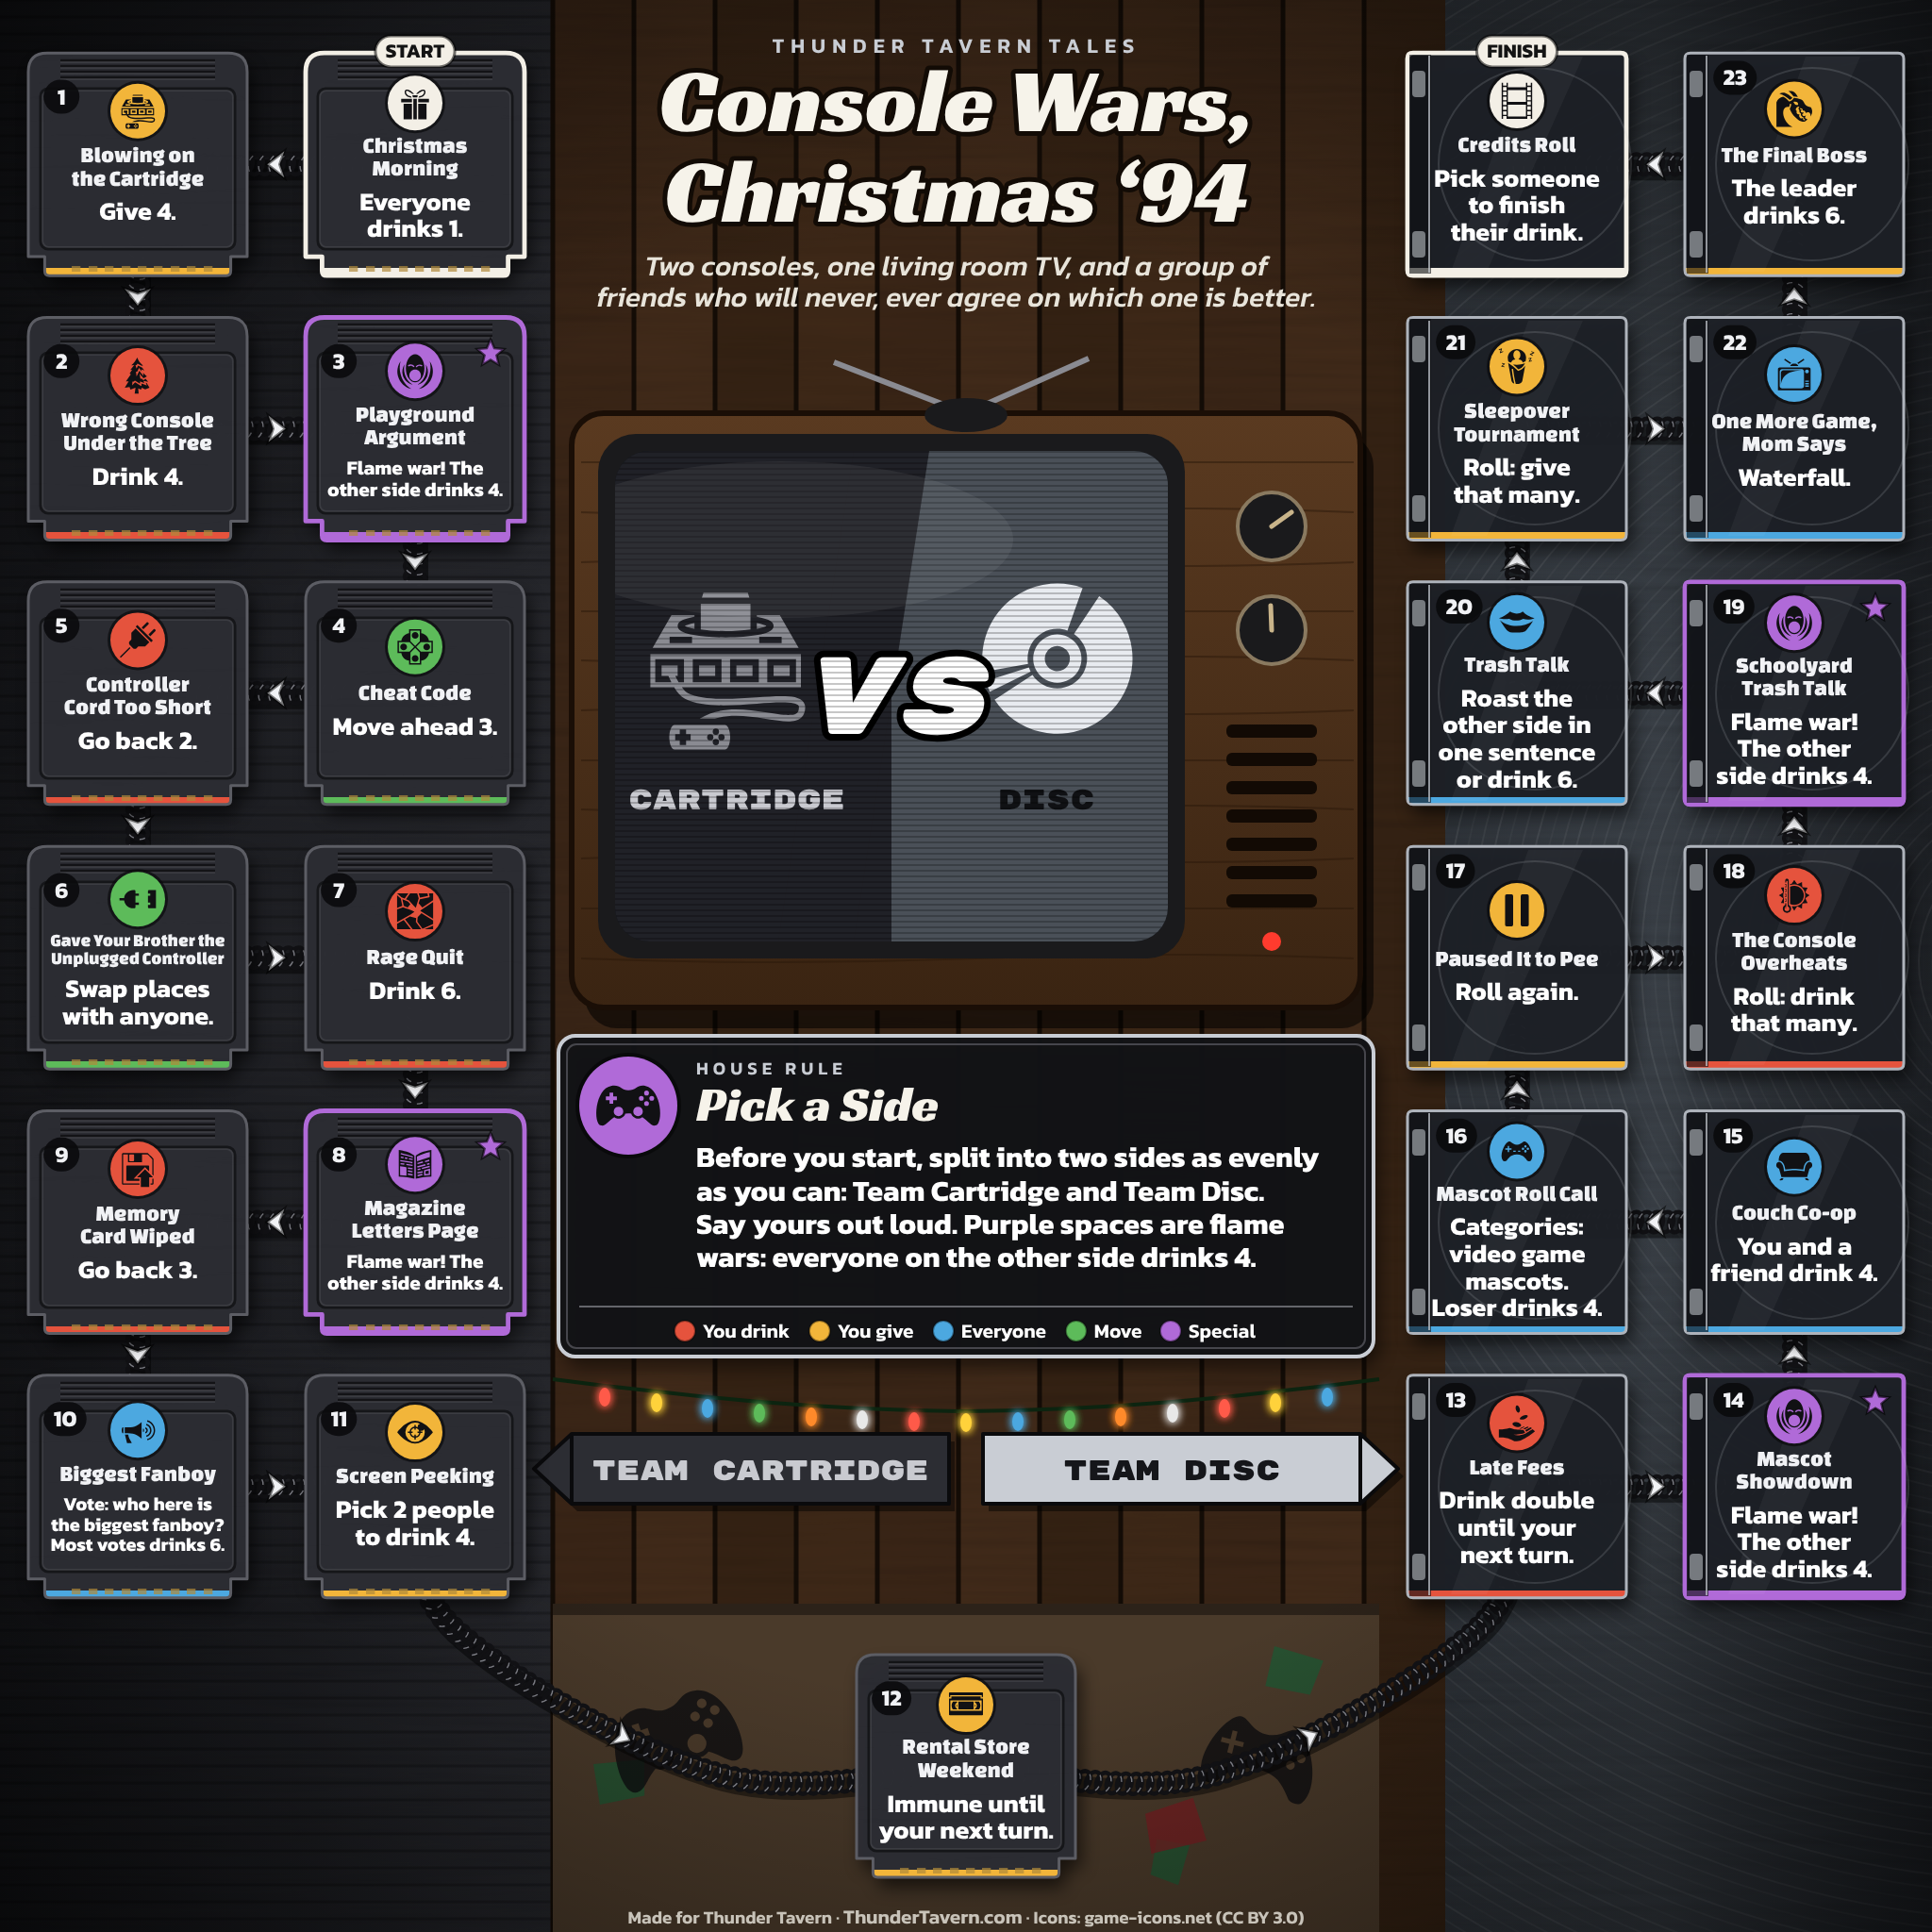 THUNDER TAVERN TALES
Console Wars,
Christmas ‘94
Two consoles, one living room TV, and a group of
friends who will never, ever agree on which one is better.
START
Christmas
Morning
Everyone
drinks 1.
1
Blowing on
the Cartridge
Give 4.
2
Wrong Console
Under the Tree
Drink 4.
3
Playground
Argument
Flame war! The
other side drinks 4.
4
Cheat Code
Move ahead 3.
5
Controller
Cord Too Short
Go back 2.
6
Gave Your Brother the
Unplugged Controller
Swap places
with anyone.
7
Rage Quit
Drink 6.
8
Magazine
Letters Page
Flame war! The
other side drinks 4.
9
Memory
Card Wiped
Go back 3.
10
Biggest Fanboy
Vote: who here is
the biggest fanboy?
Most votes drinks 6.
11
Screen Peeking
Pick 2 people
to drink 4.
VS
CARTRIDGE
DISC
HOUSE RULE
Pick a Side
Before you start, split into two sides as evenly
as you can: Team Cartridge and Team Disc.
Say yours out loud. Purple spaces are flame
wars: everyone on the other side drinks 4.
You drink
You give
Everyone
Move
Special
TEAM CARTRIDGE
TEAM DISC
12
Rental Store
Weekend
Immune until
your next turn.
13
Late Fees
Drink double
until your
next turn.
14
Mascot
Showdown
Flame war!
The other
side drinks 4.
15
Couch Co-op
You and a
friend drink 4.
16
Mascot Roll Call
Categories:
video game
mascots.
Loser drinks 4.
17
Paused It to Pee
Roll again.
18
The Console
Overheats
Roll: drink
that many.
19
Schoolyard
Trash Talk
Flame war!
The other
side drinks 4.
20
Trash Talk
Roast the
other side in
one sentence
or drink 6.
21
Sleepover
Tournament
Roll: give
that many.
22
One More Game,
Mom Says
Waterfall.
23
The Final Boss
The leader
drinks 6.
FINISH
Credits Roll
Pick someone
to finish
their drink.
Made for Thunder Tavern · ThunderTavern.com · Icons: game-icons.net (CC BY 3.0)